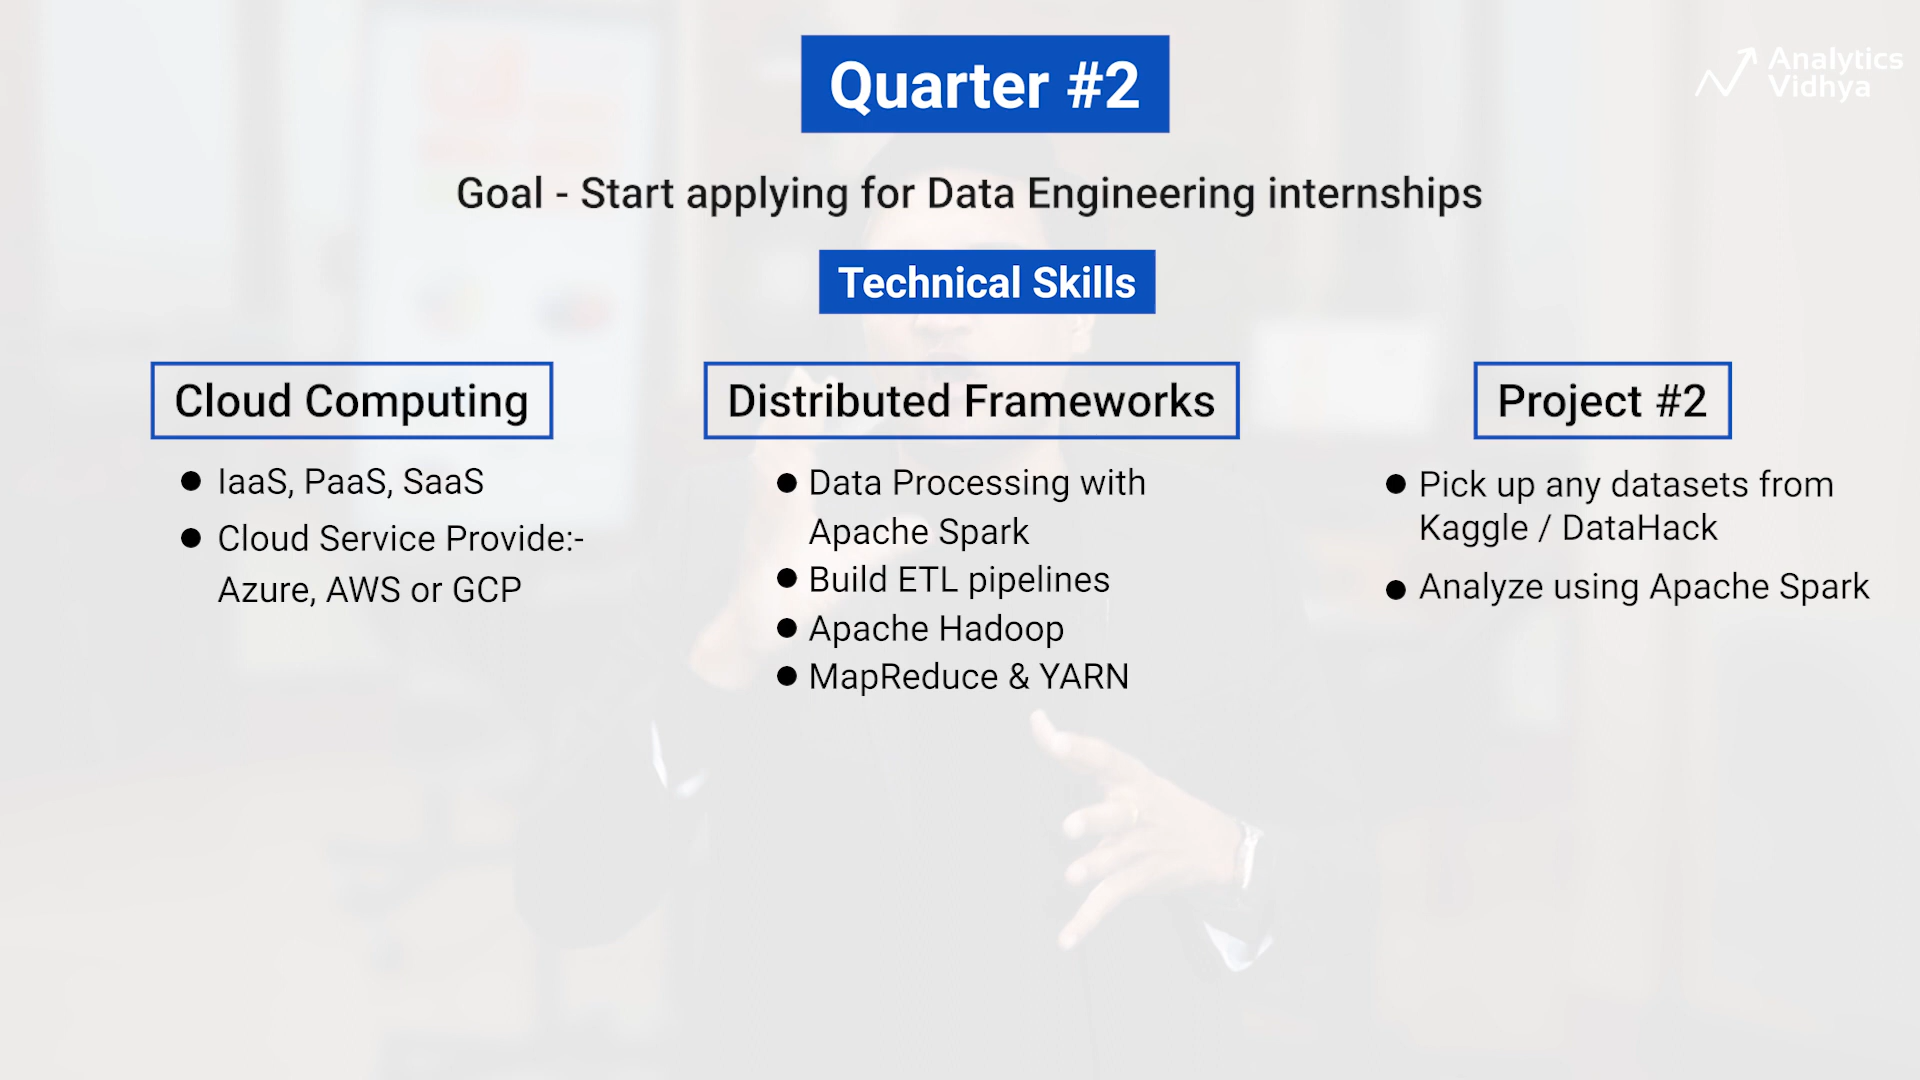 Quarter #2
Analytics
Vidhya
Goal - Start applying for Data Engineering internships
Technical Skills
Cloud Computing
● IaaS, PaaS, SaaS
● Cloud Service Provide:-
Azure, AWS or GCP
Distributed Frameworks
● Data Processing with
Apache Spark
● Build ETL pipelines
● Apache Hadoop
● MapReduce & YARN
Project #2
● Pick up any datasets from
Kaggle / DataHack
● Analyze using Apache Spark